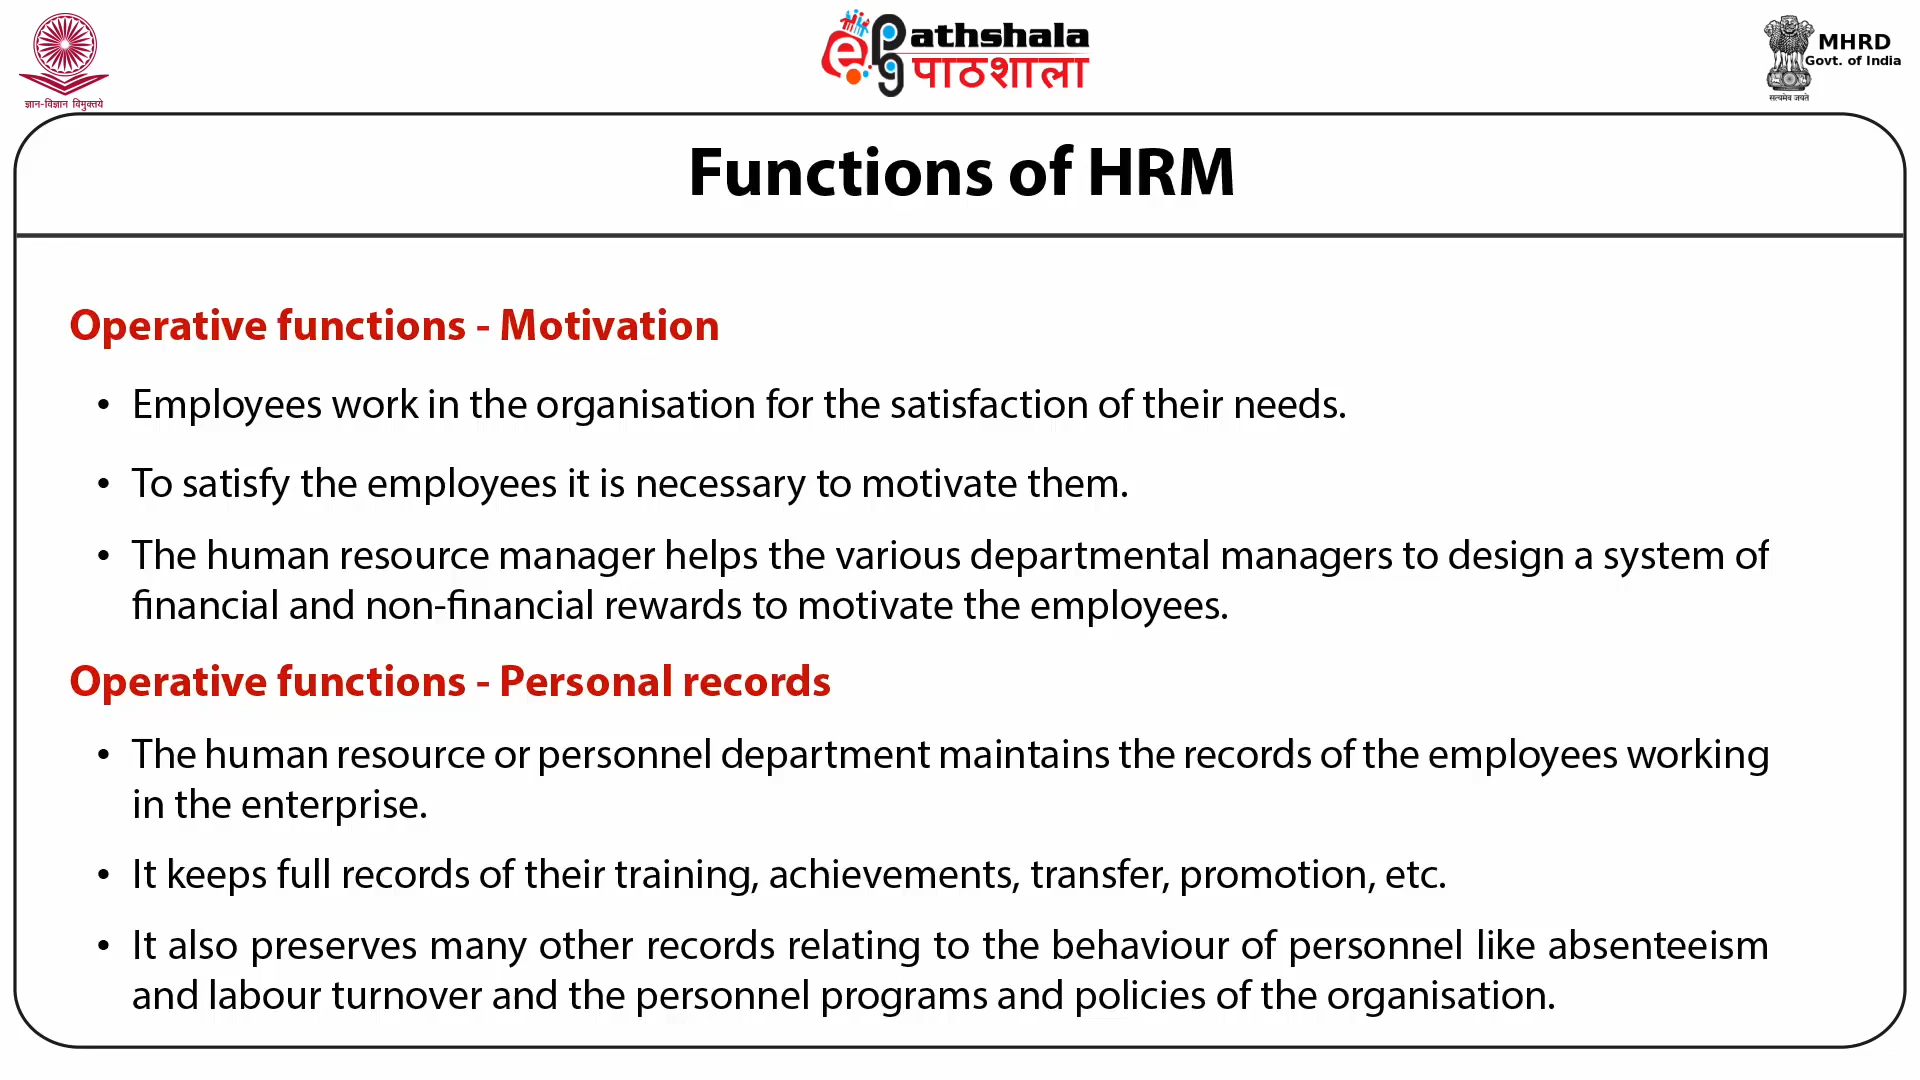 ज्ञान-विज्ञान विमुक्तये
e pg Pathshala
पाठशाला
MHRD
Govt. of India
सत्यमेव जयते
Functions of HRM
Operative functions - Motivation
• Employees work in the organisation for the satisfaction of their needs.
• To satisfy the employees it is necessary to motivate them.
• The human resource manager helps the various departmental managers to design a system of
financial and non-financial rewards to motivate the employees.
Operative functions - Personal records
• The human resource or personnel department maintains the records of the employees working
in the enterprise.
• It keeps full records of their training, achievements, transfer, promotion, etc.
• It also preserves many other records relating to the behaviour of personnel like absenteeism
and labour turnover and the personnel programs and policies of the organisation.